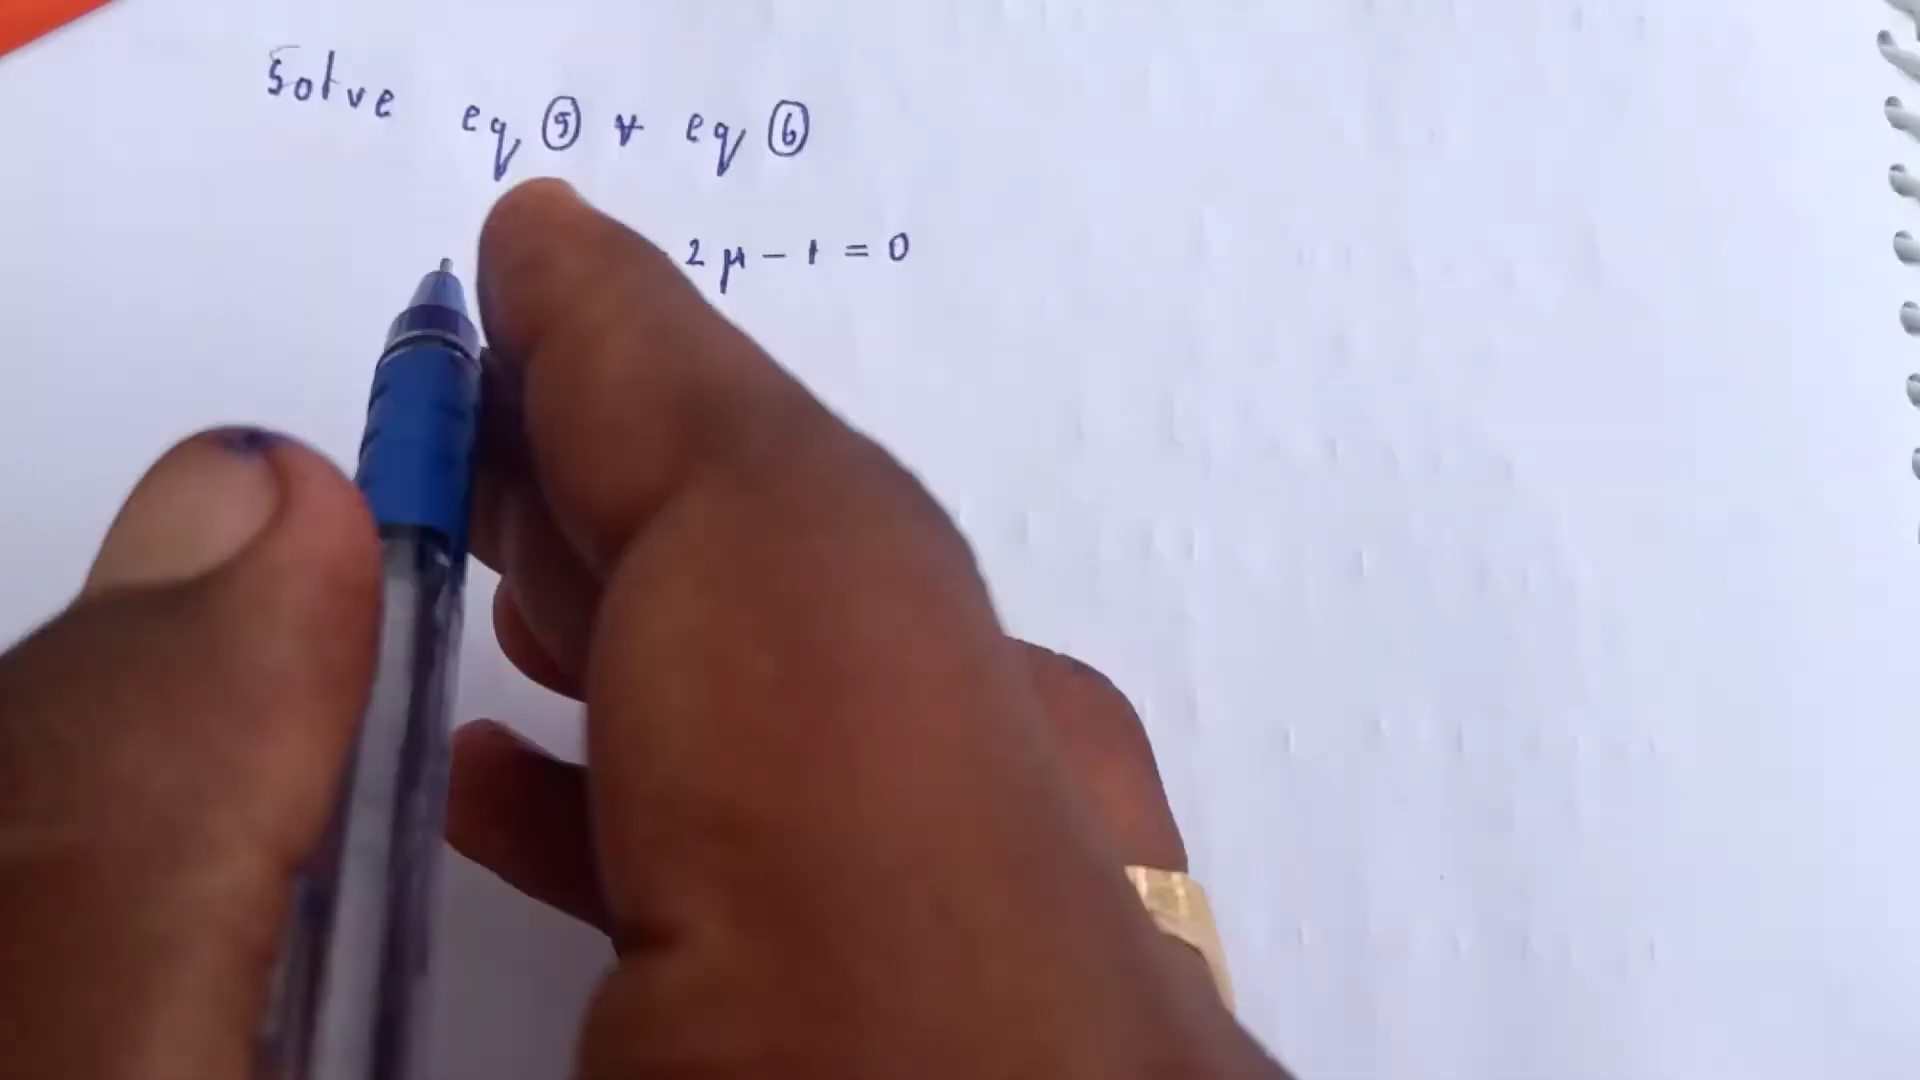 Solve eq ⑤ & eq ⑥
2μ - 1 = 0